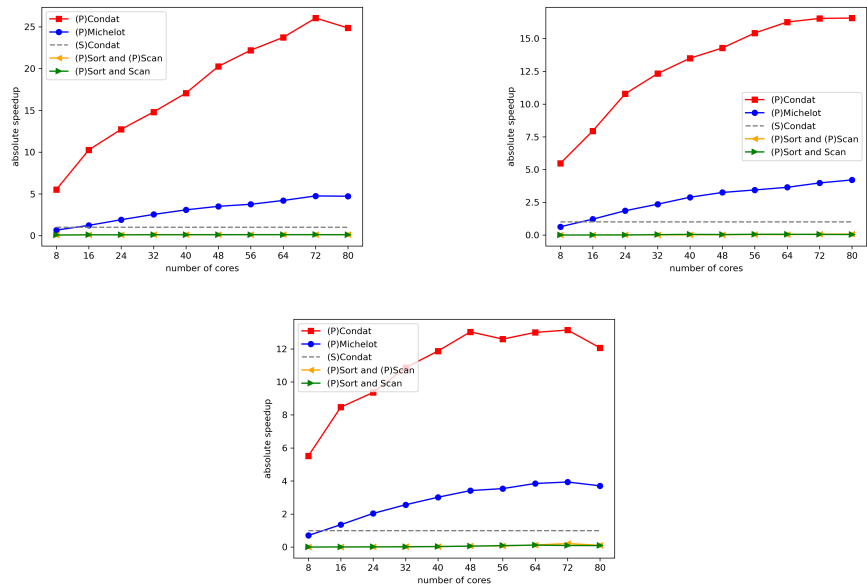 25
20
15
10
5
0
absolute speedup
(P)Condat
(P)Michelot
(S)Condat
(P)Sort and (P)Scan
(P)Sort and Scan
8 16 24 32 40 48 56 64 72 80
number of cores
15.0
12.5
10.0
7.5
5.0
2.5
0.0
absolute speedup
(P)Condat
(P)Michelot
(S)Condat
(P)Sort and (P)Scan
(P)Sort and Scan
8 16 24 32 40 48 56 64 72 80
number of cores
12
10
8
6
4
2
0
absolute speedup
(P)Condat
(P)Michelot
(S)Condat
(P)Sort and (P)Scan
(P)Sort and Scan
8 16 24 32 40 48 56 64 72 80
number of cores